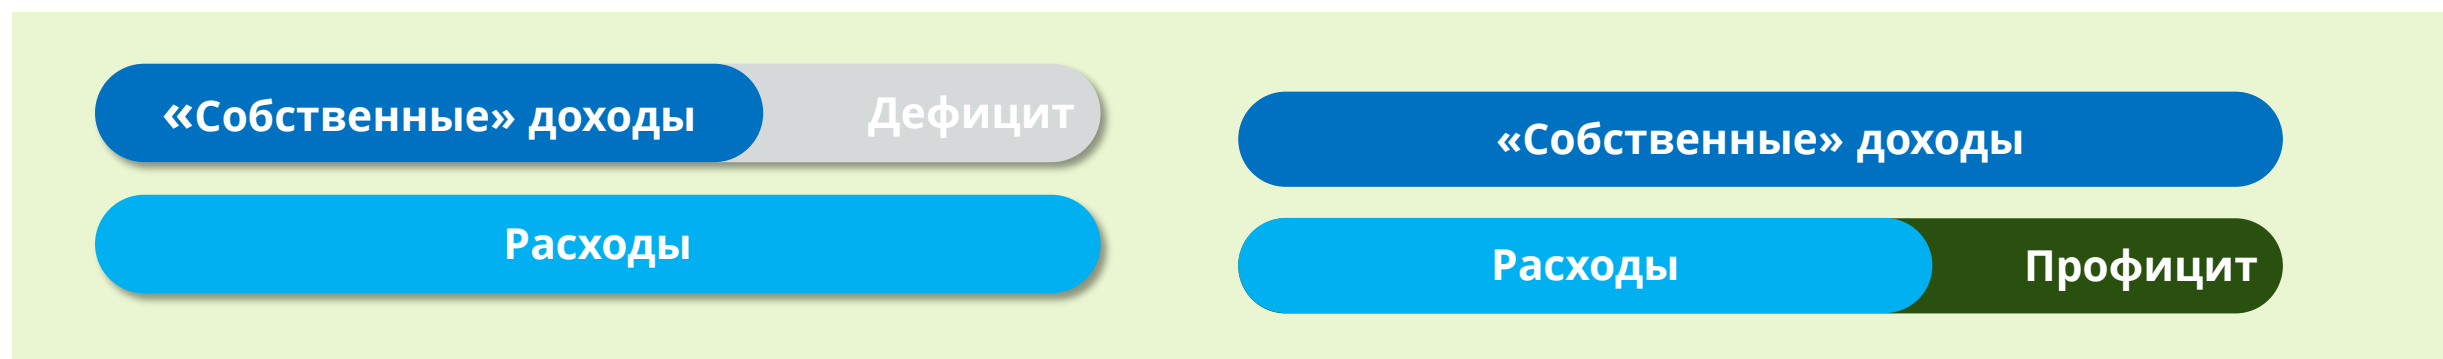 «Собственные» доходы
Дефицит
Расходы
«Собственные» доходы
Расходы
Профицит